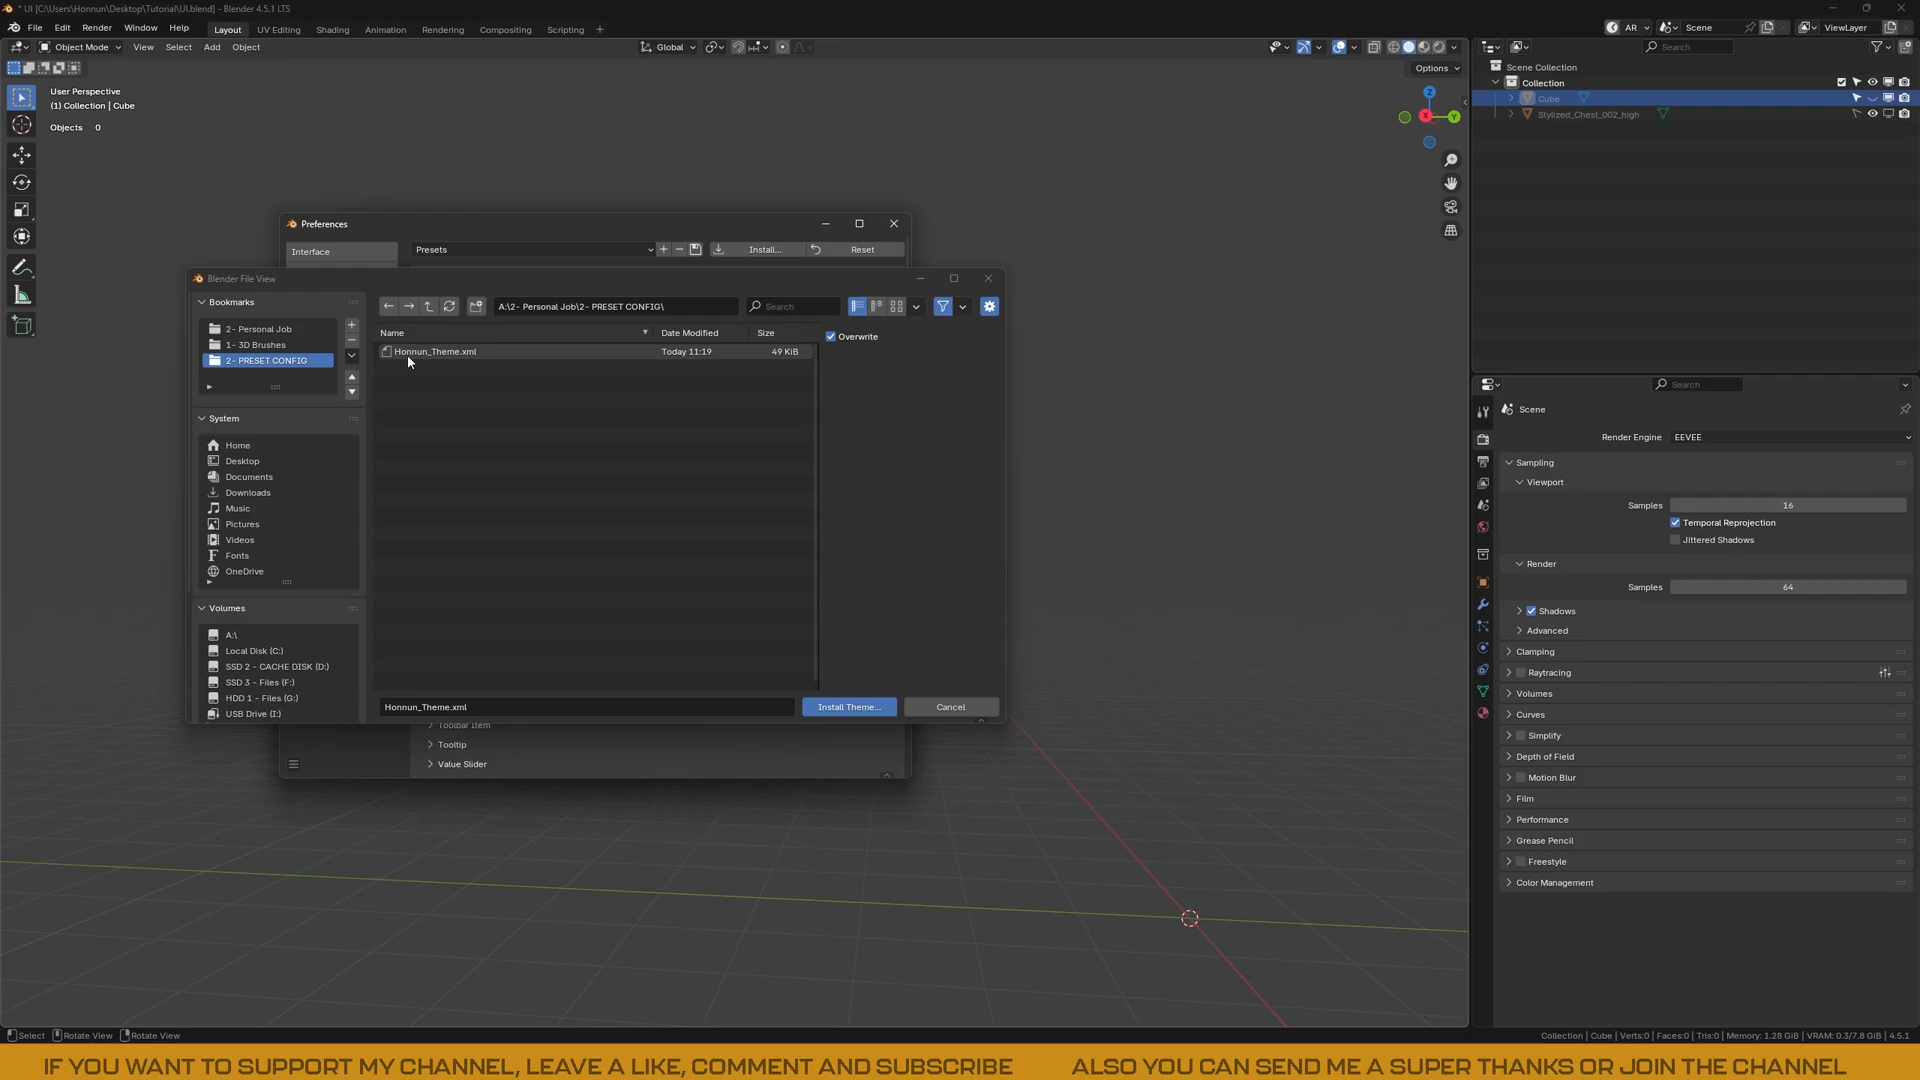 * UI [C:\Users\Honnun\Desktop\Tutorial\UI.blend] - Blender 4.5.1 LTS
File Edit Render Window Help
Layout UV Editing Shading Animation Rendering Compositing Scripting +
AR Scene ViewLayer
Object Mode View Select Add Object
Global
Search
Options
User Perspective
(1) Collection | Cube
Objects 0
Z
X
Y
Scene Collection
Collection
Cube
Stylized_Chest_002_high
Preferences
Interface
Presets
Install...
Reset
Blender File View
Bookmarks
2- Personal Job
1- 3D Brushes
2- PRESET CONFIG
System
Home
Desktop
Documents
Downloads
Music
Pictures
Videos
Fonts
OneDrive
Volumes
A:\
Local Disk (C:)
SSD 2 - CACHE DISK (D:)
SSD 3 - Files (F:)
HDD 1 - Files (G:)
USB Drive (I:)
A:\2- Personal Job\2- PRESET CONFIG\
Search
Name Date Modified Size
Honnun_Theme.xml Today 11:19 49 KiB
Overwrite
Honnun_Theme.xml
Install Theme...
Cancel
Toolbar Item
Tooltip
Value Slider
Search
Scene
Render Engine EEVEE
Sampling
Viewport
Samples 16
Temporal Reprojection
Jittered Shadows
Render
Samples 64
Shadows
Advanced
Clamping
Raytracing
Volumes
Curves
Simplify
Depth of Field
Motion Blur
Film
Performance
Grease Pencil
Freestyle
Color Management
Select Rotate View Rotate View
Collection | Cube | Verts:0 | Faces:0 | Tris:0 | Memory: 1.28 GiB | VRAM: 0.3/7.8 GiB | 4.5.1
IF YOU WANT TO SUPPORT MY CHANNEL, LEAVE A LIKE, COMMENT AND SUBSCRIBE ALSO YOU CAN SEND ME A SUPER THANKS OR JOIN THE CHANNEL